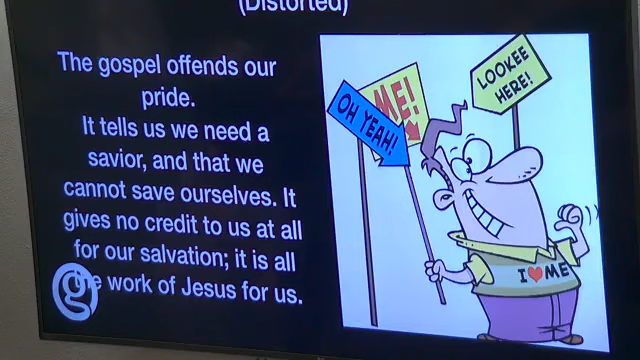 (Distorted)
The gospel offends our
pride.
It tells us we need a
savior, and that we
cannot save ourselves. It
gives no credit to us at all
for our salvation; it is all
the work of Jesus for us.
g
ME!
OH YEAH!
LOOKEE
HERE!
I ❤ ME